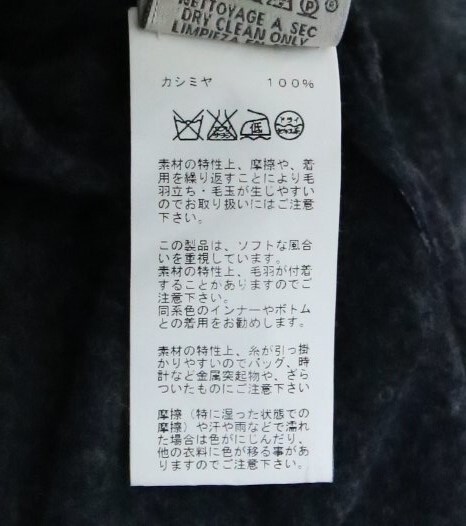 NETTOYAGE A SEC
DRY CLEAN ONLY
カシミヤ 100%
低 ドライ
素材の特性上、摩擦や、着
用を繰り返すことにより毛
羽立ち・毛玉が生じやすい
のでお取り扱いにはご注意
下さい。
この製品は、ソフトな風合
いを重視しています。
素材の特性上、毛羽が付着
することかありますのでご
注意下さい。
同系色のインナーやボトム
との着用をお勧めします。
素材の特性上、糸が引っ掛
かりやすいのでバッグ、時
計など金属突起物や、ざら
ついたものにご注意下さい
摩擦（特に湿った状態での
摩擦）や汗や雨などで濡れ
た場合は色がにじんだり、
他の衣料に色が移る事があ
りますのでご注意下さい。